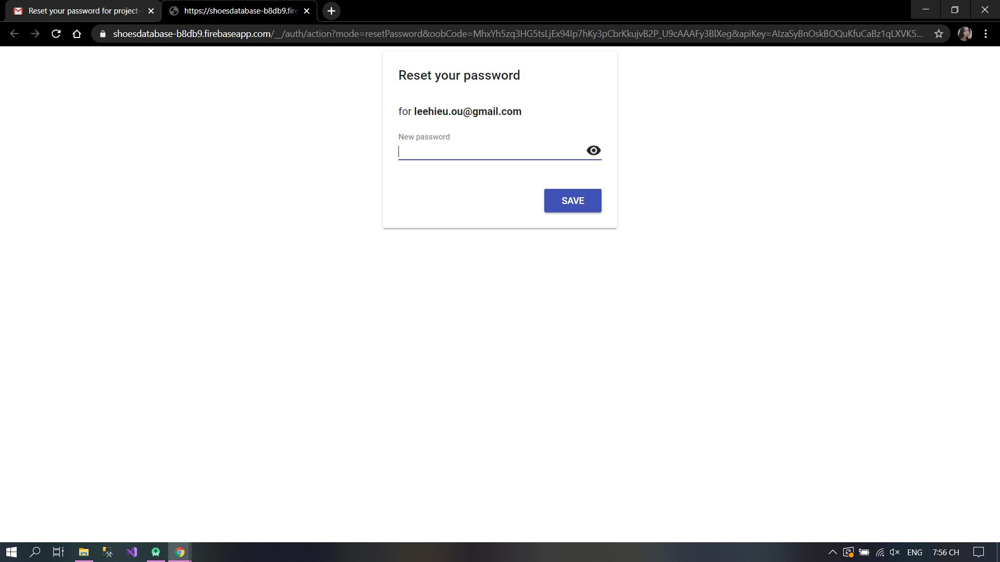 Reset your password for project-
https://shoesdatabase-b8db9.fire
shoesdatabase-b8db9.firebaseapp.com/__/auth/action?mode=resetPassword&oobCode=MhxYh5zq3HG5tsLjEx94Ip7hKy3pCbrKkujvB2P_U9cAAAFy3BlXeg&apiKey=AIzaSyBnOskBOQuKfuCaBz1qLXVK5...
Reset your password
for leehieu.ou@gmail.com
New password
SAVE
ENG
7:56 CH